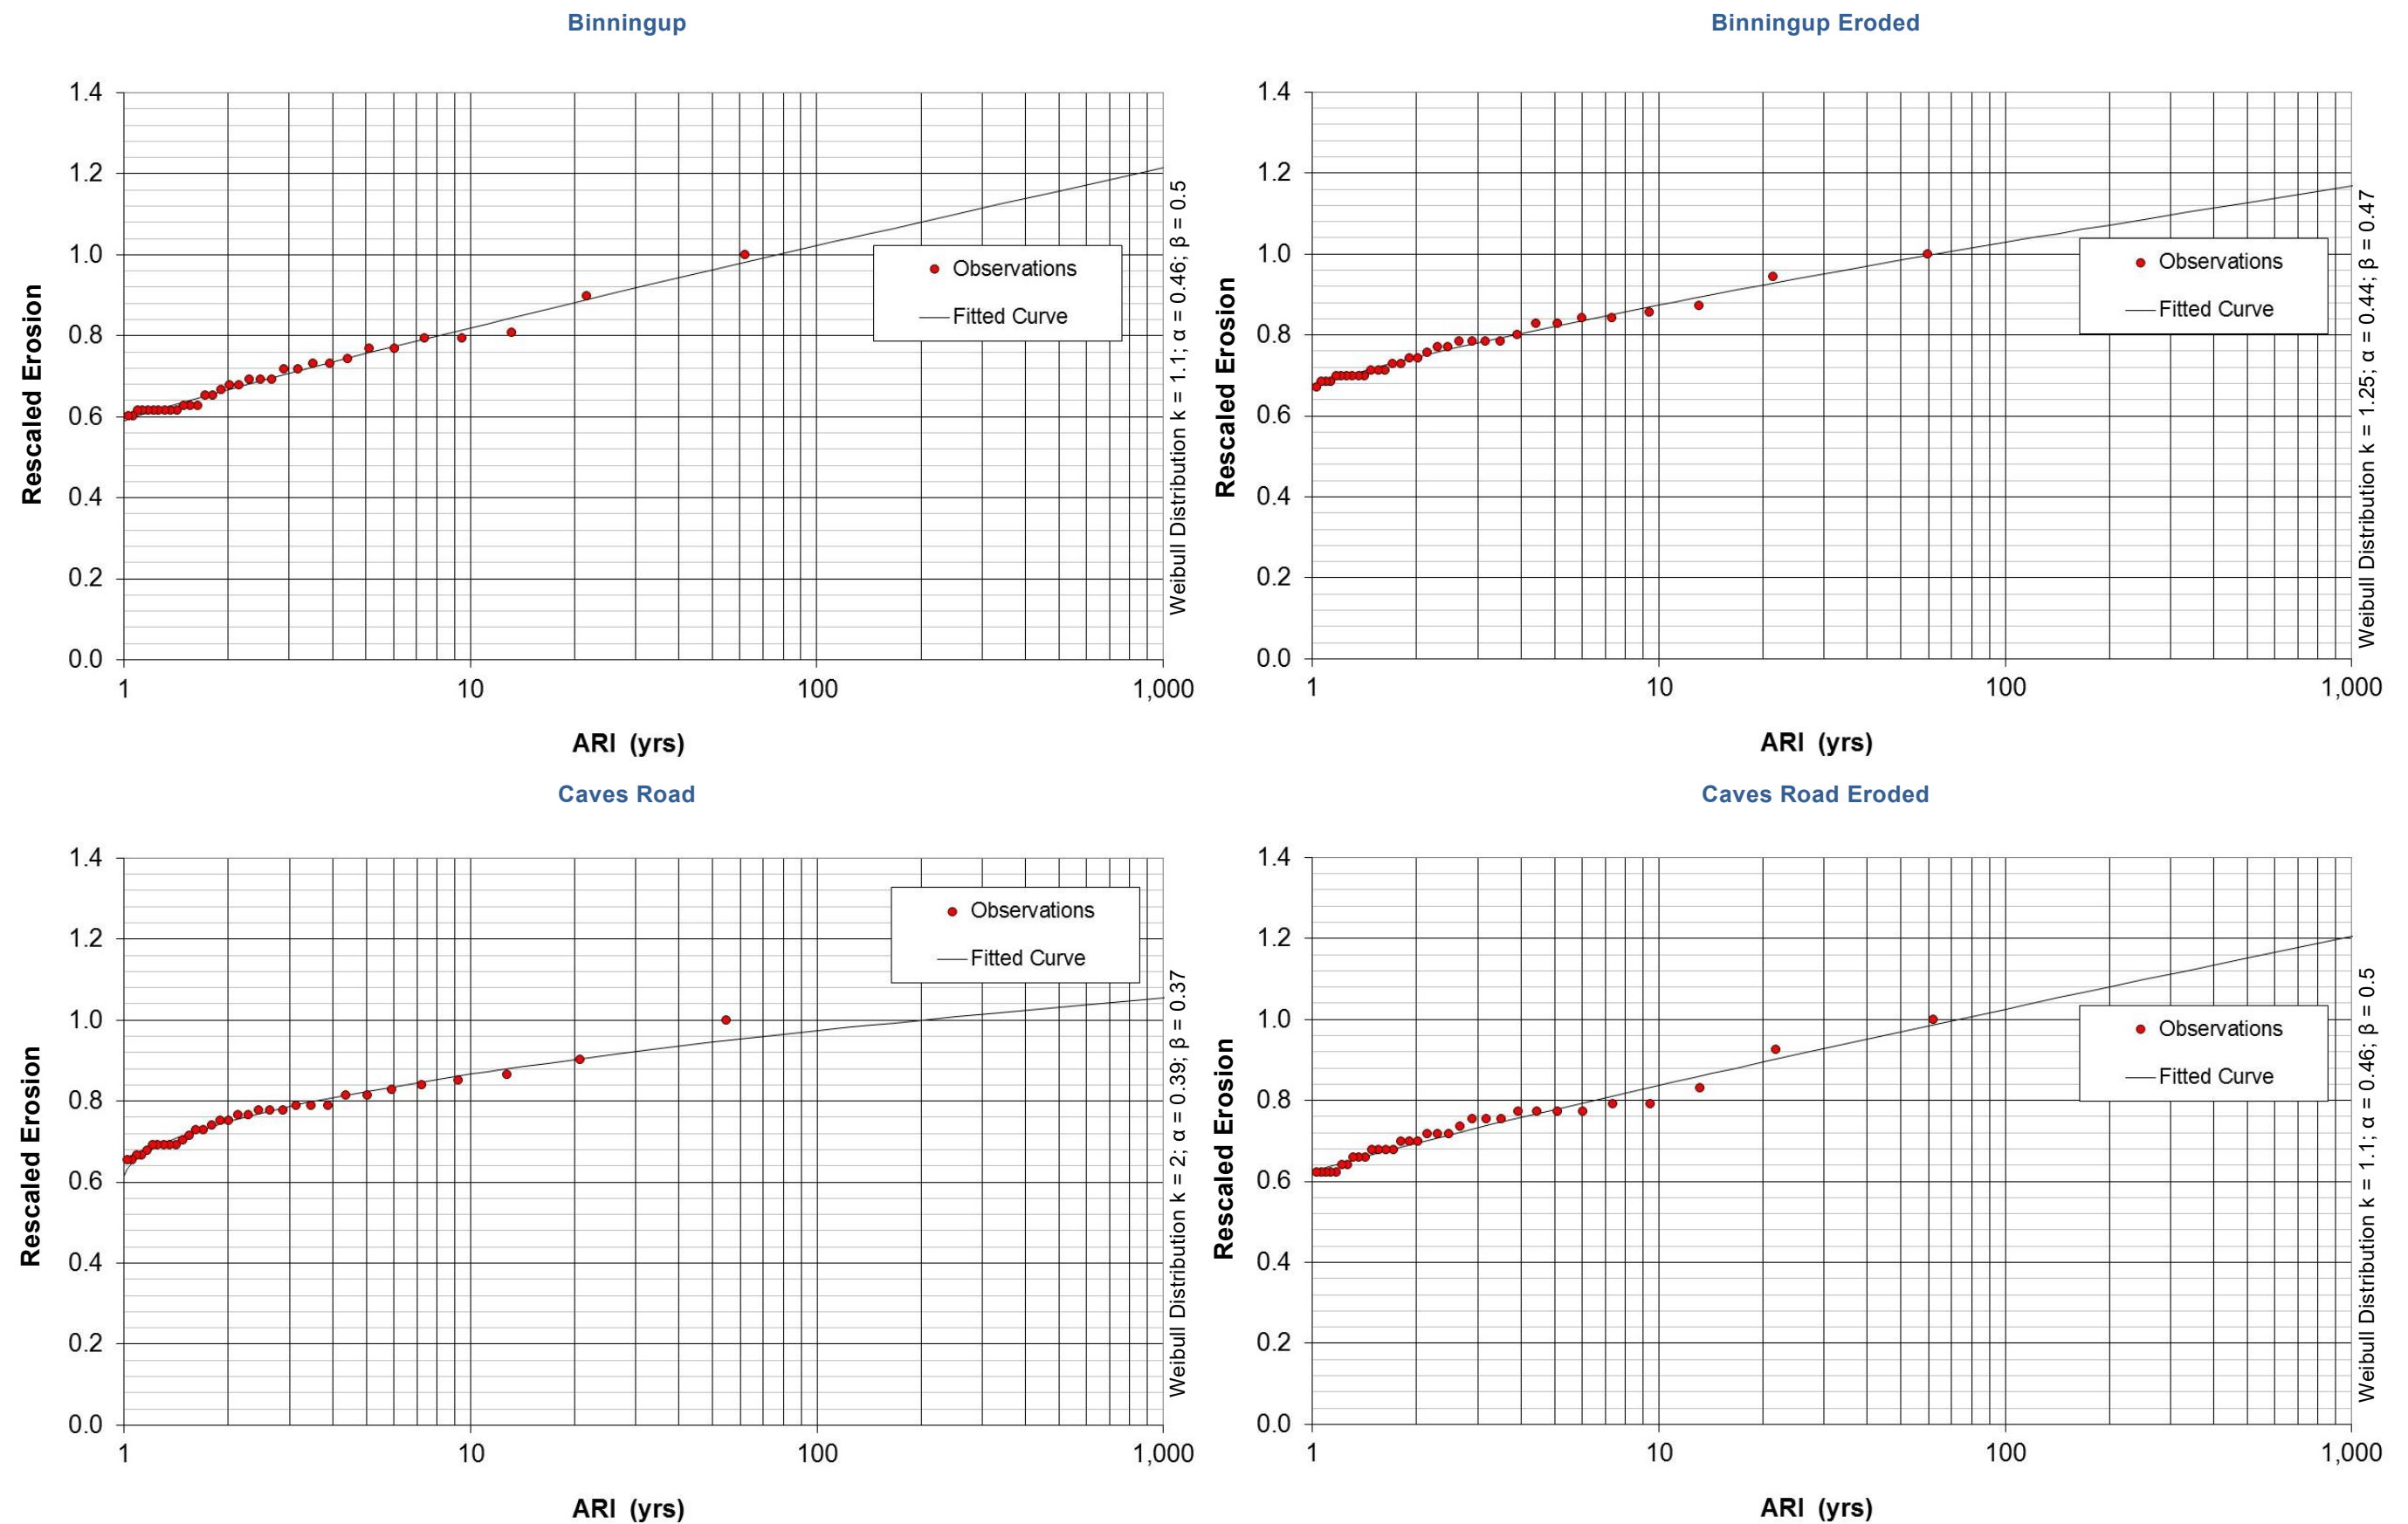 Binningup
1.4
1.2
1.0
0.8
0.6
0.4
0.2
0.0
Rescaled Erosion
1
10
100
1,000
ARI (yrs)
Observations
Fitted Curve
Weibull Distribution k = 1.1; α = 0.46; β = 0.5
Binningup Eroded
1.4
1.2
1.0
0.8
0.6
0.4
0.2
0.0
Rescaled Erosion
1
10
100
1,000
ARI (yrs)
Observations
Fitted Curve
Weibull Distribution k = 1.25; α = 0.44; β = 0.47
Caves Road
1.4
1.2
1.0
0.8
0.6
0.4
0.2
0.0
Rescaled Erosion
1
10
100
1,000
ARI (yrs)
Observations
Fitted Curve
Weibull Distribution k = 2; α = 0.39; β = 0.37
Caves Road Eroded
1.4
1.2
1.0
0.8
0.6
0.4
0.2
0.0
Rescaled Erosion
1
10
100
1,000
ARI (yrs)
Observations
Fitted Curve
Weibull Distribution k = 1.1; α = 0.46; β = 0.5